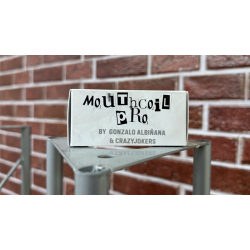 MOUTHCOIL
PRO
BY GONZALO ALBIÑANA
& CRAZYJOKERS